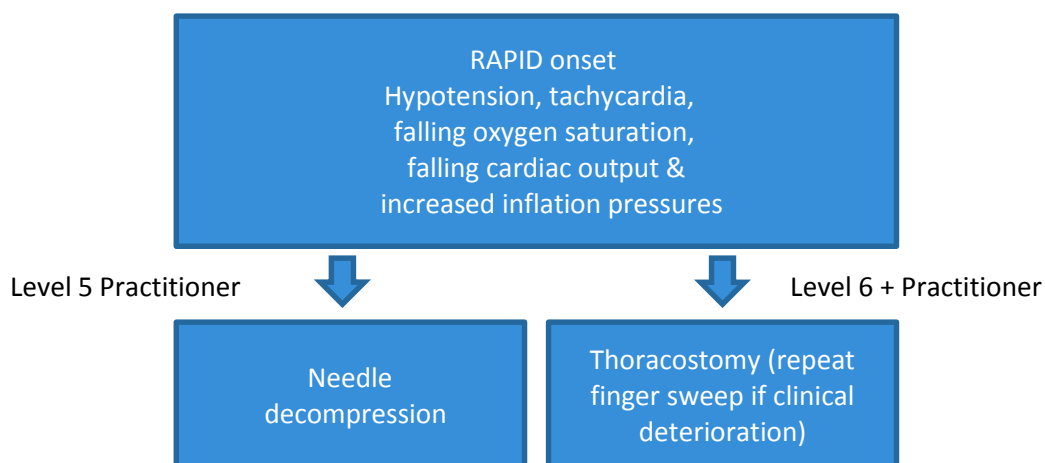 RAPID onset
Hypotension, tachycardia,
falling oxygen saturation,
falling cardiac output &
increased inflation pressures
Level 5 Practitioner
Level 6 + Practitioner
Needle
decompression
Thoracostomy (repeat
finger sweep if clinical
deterioration)